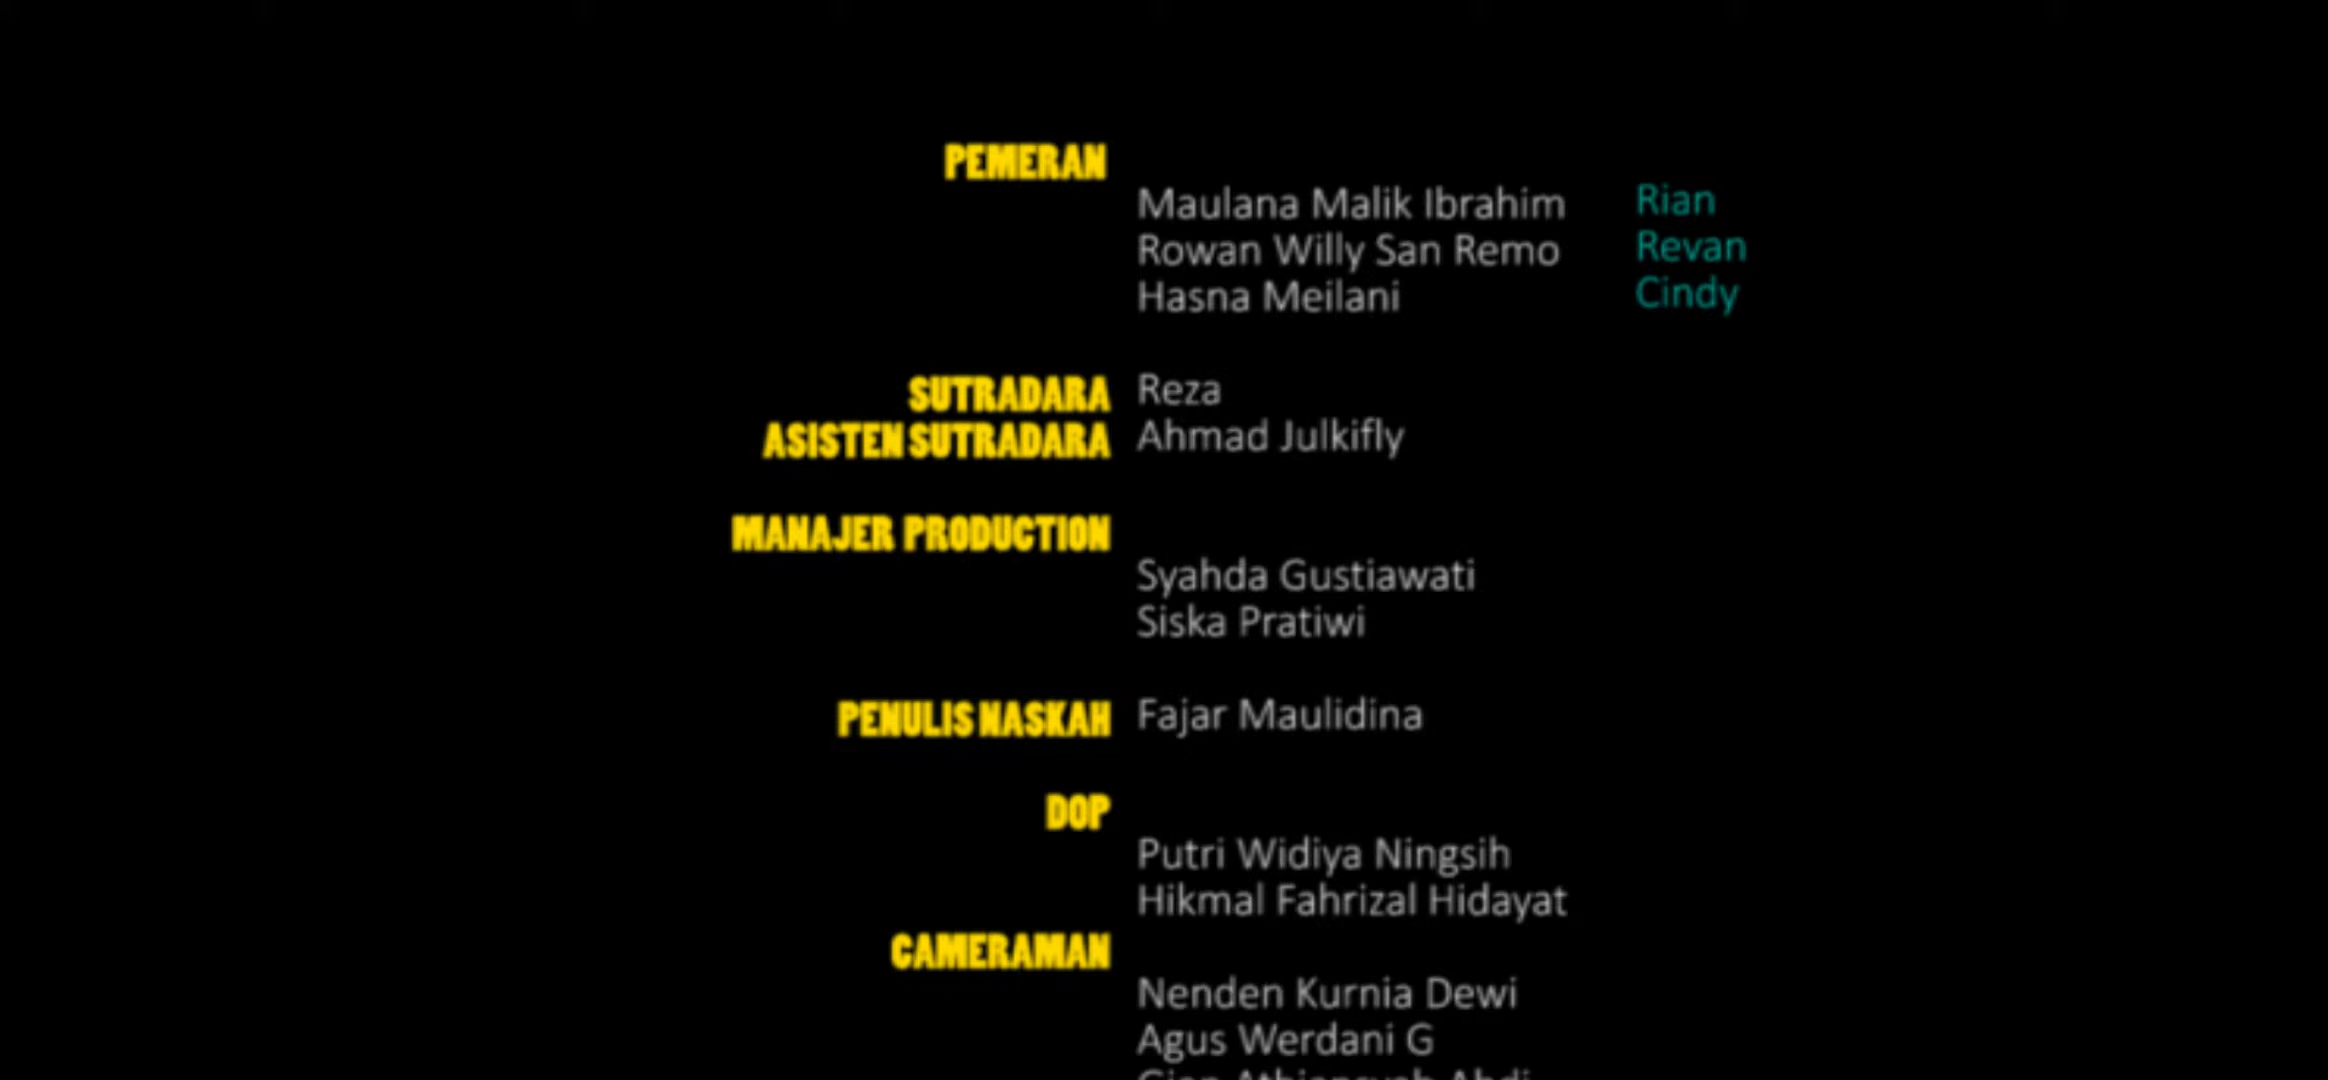 PEMERAN
Maulana Malik Ibrahim Rian
Rowan Willy San Remo Revan
Hasna Meilani Cindy
SUTRADARA Reza
ASISTEN SUTRADARA Ahmad Julkifly
MANAJER PRODUCTION
Syahda Gustiawati
Siska Pratiwi
PENULIS NASKAH Fajar Maulidina
DOP
Putri Widiya Ningsih
Hikmal Fahrizal Hidayat
CAMERAMAN
Nenden Kurnia Dewi
Agus Werdani G